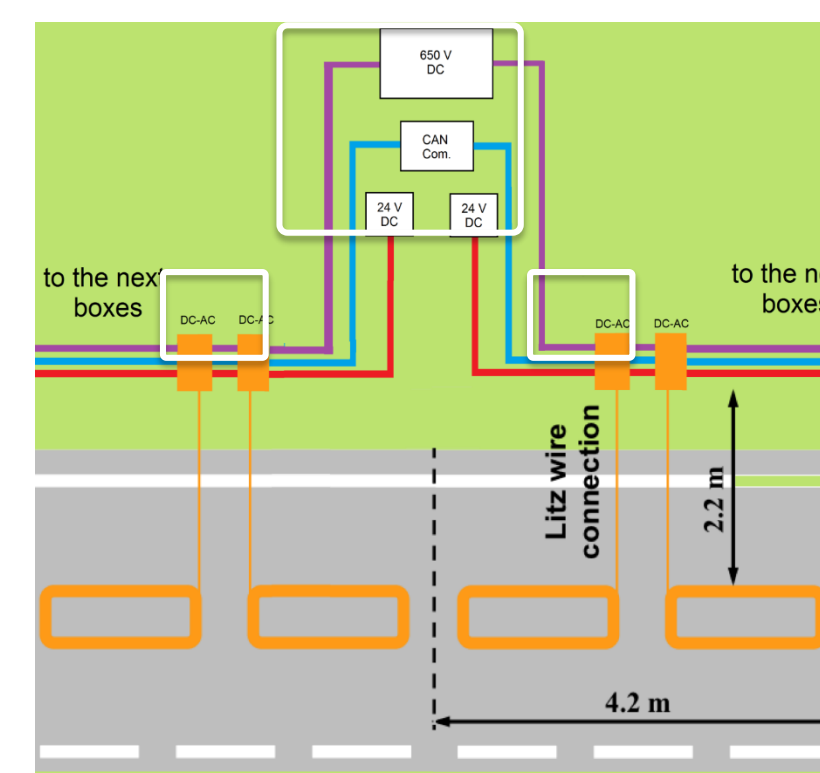 650 V
DC
CAN
Com.
24 V
DC
24 V
DC
to the next
boxes
to the
boxes
DC-AC
DC-AC
DC-AC
DC-AC
Litz wire
connection
2.2 m
4.2 m